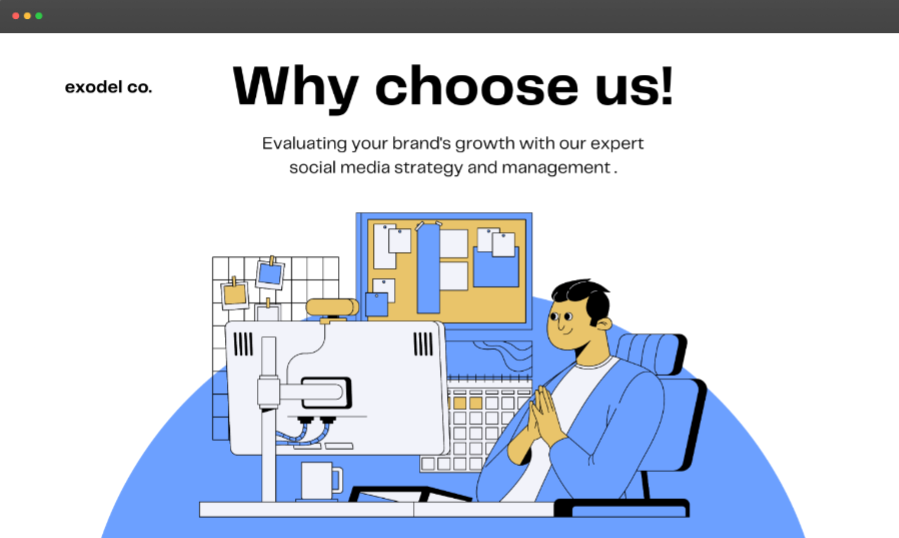 exodel co.
Why choose us!
Evaluating your brand's growth with our expert
social media strategy and management .